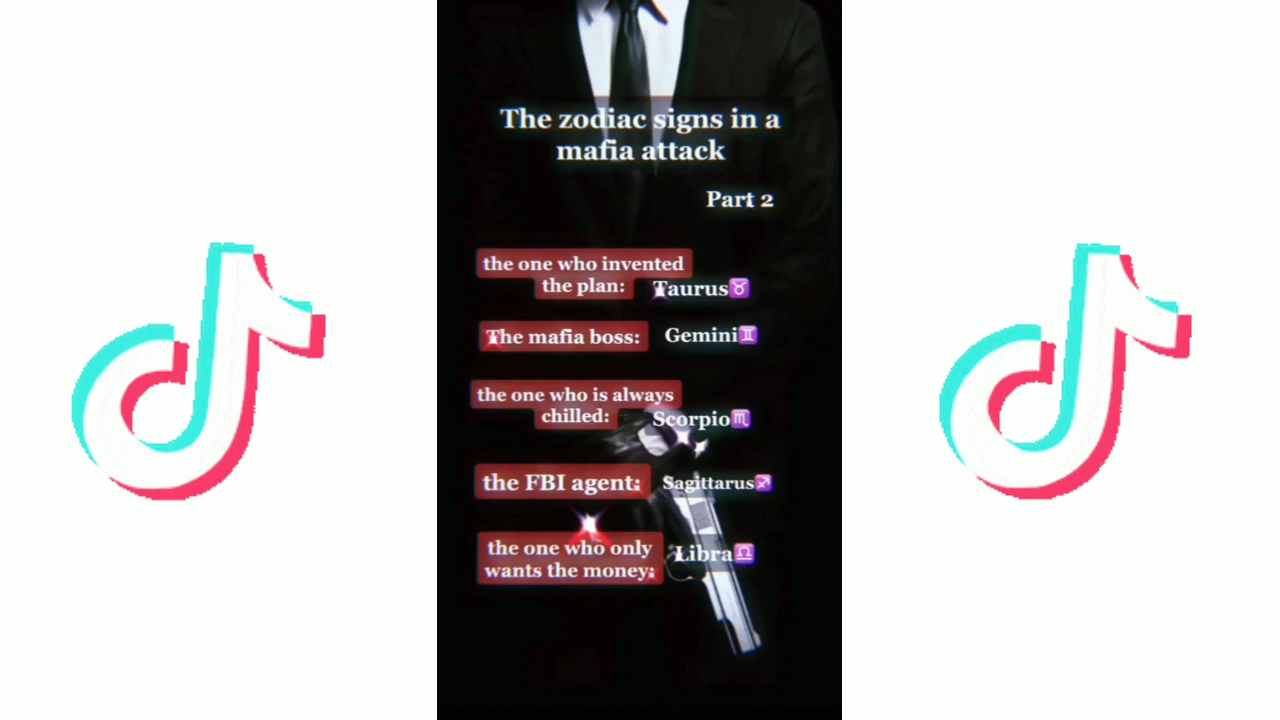 The zodiac signs in a
mafia attack
Part 2
the one who invented
the plan: Taurus♉
The mafia boss: Gemini♊
the one who is always
chilled: Scorpio♏
the FBI agent: Sagittarus♐
the one who only
wants the money: Libra♎